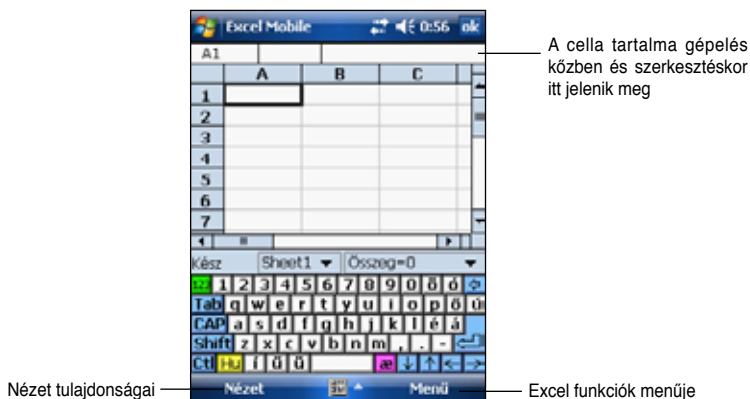 Excel Mobile 0:56 ok
A1
A cella tartalma gépelés
kőzben és szerkesztéskor
itt jelenik meg
A B C
1
2
3
4
5
6
7
Kész Sheet1 Összeg=0
123 1 2 3 4 5 6 7 8 9 0 ö ó
Tab q w e r t y u i o p ő ú
CAP a s d f g h j k l é á
Shift z x c v b n m , . -
Ctl Hu í ű ü æ
Nézet tulajdonságai
Nézet Menü
Excel funkciók menűje